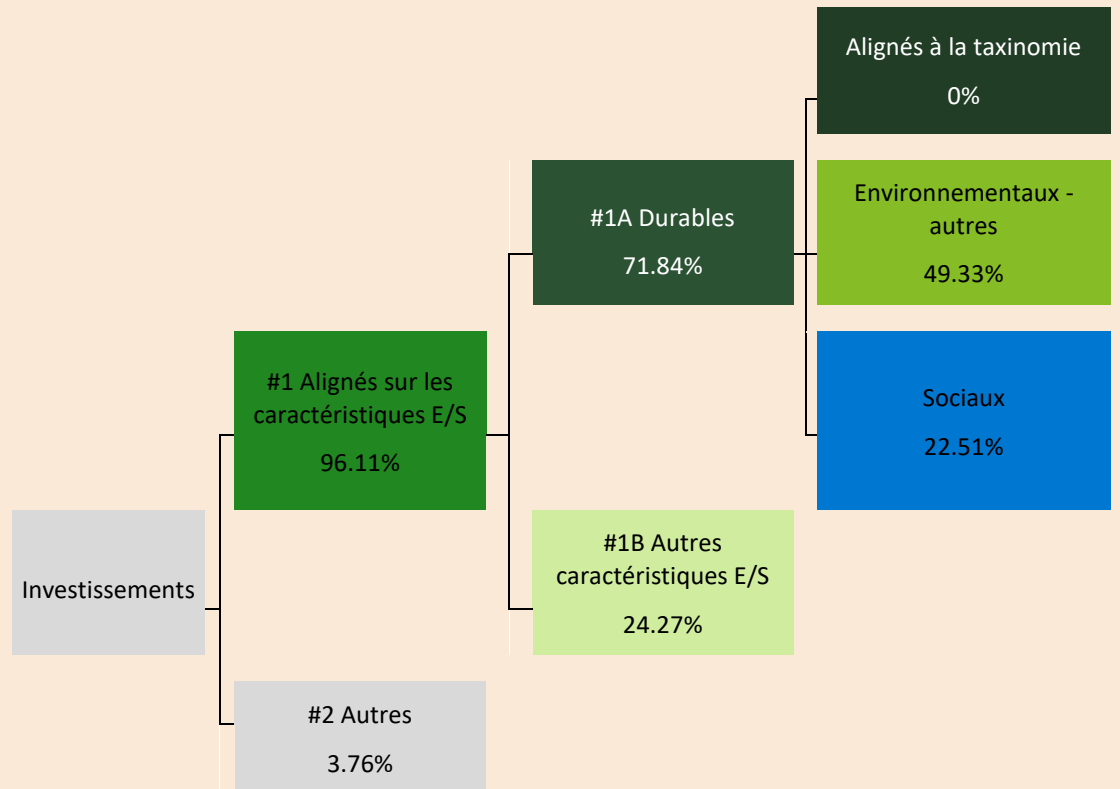 Alignés à la taxinomie
0%
Environnementaux -
autres
49.33%
#1A Durables
71.84%
Sociaux
22.51%
#1 Alignés sur les
caractéristiques E/S
96.11%
#1B Autres
caractéristiques E/S
24.27%
Investissements
#2 Autres
3.76%